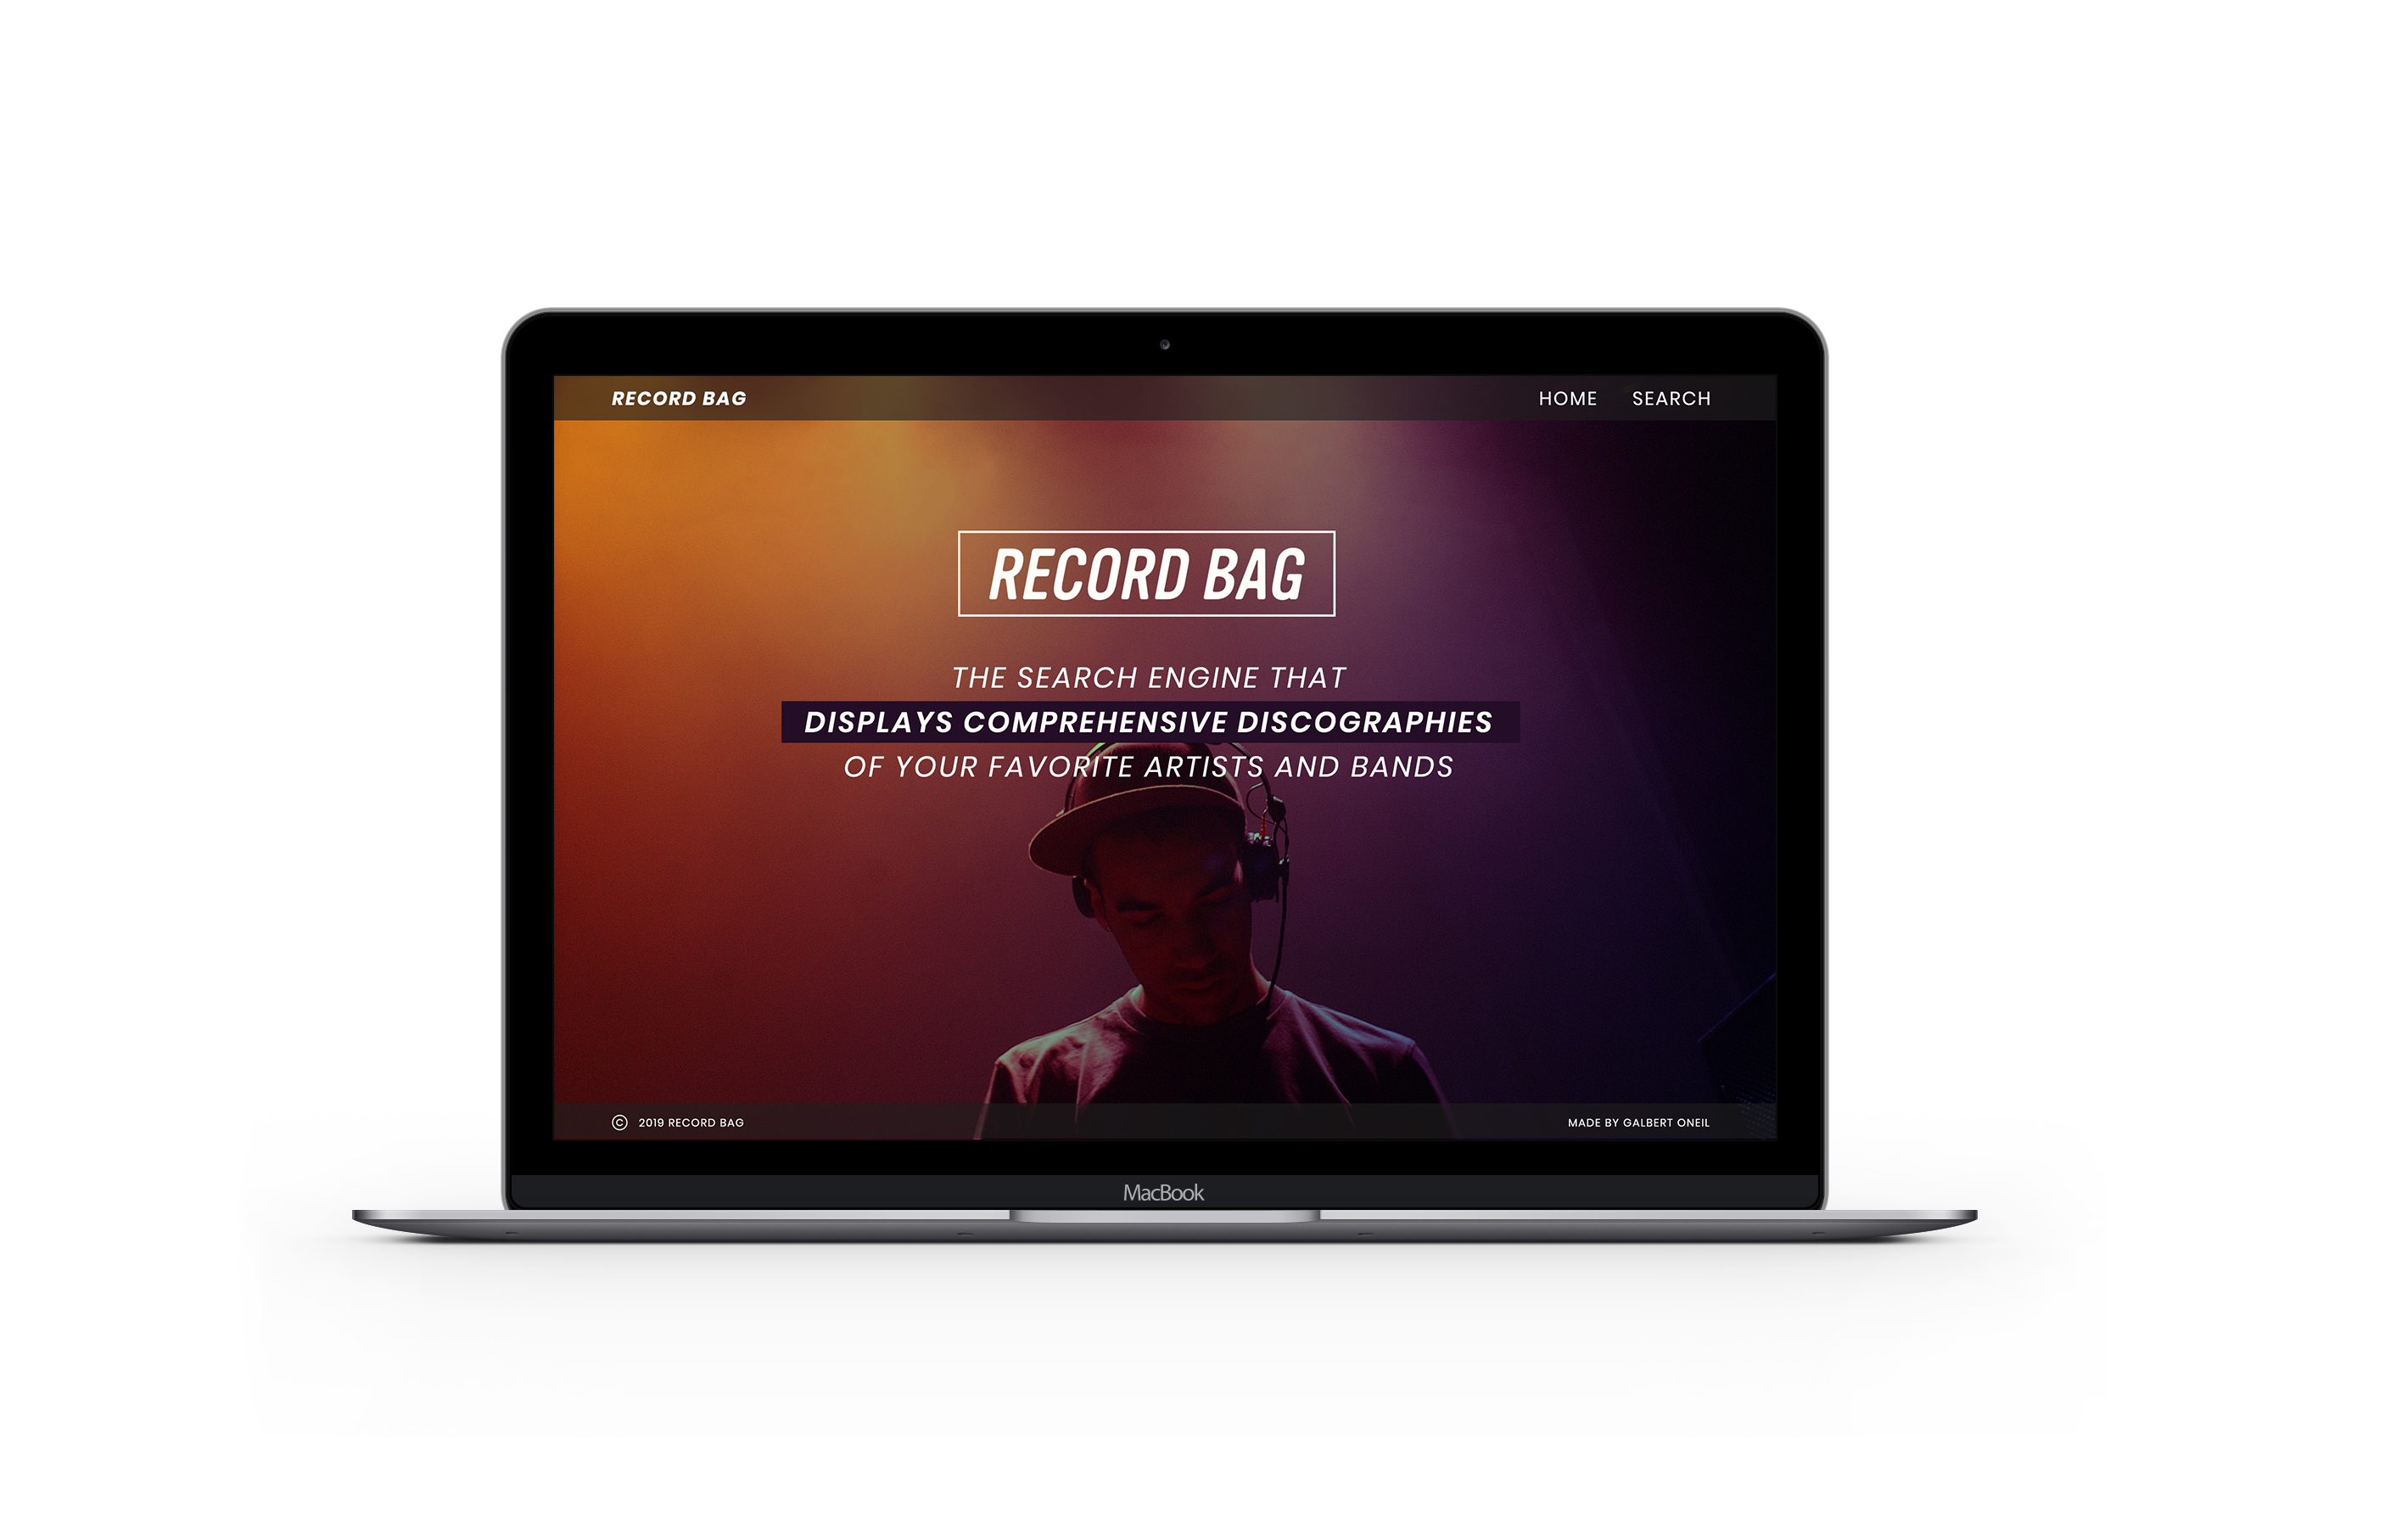 RECORD BAG
HOME SEARCH
RECORD BAG
THE SEARCH ENGINE THAT
DISPLAYS COMPREHENSIVE DISCOGRAPHIES
OF YOUR FAVORITE ARTISTS AND BANDS
© 2019 RECORD BAG
MADE BY GALBERT ONEIL
MacBook